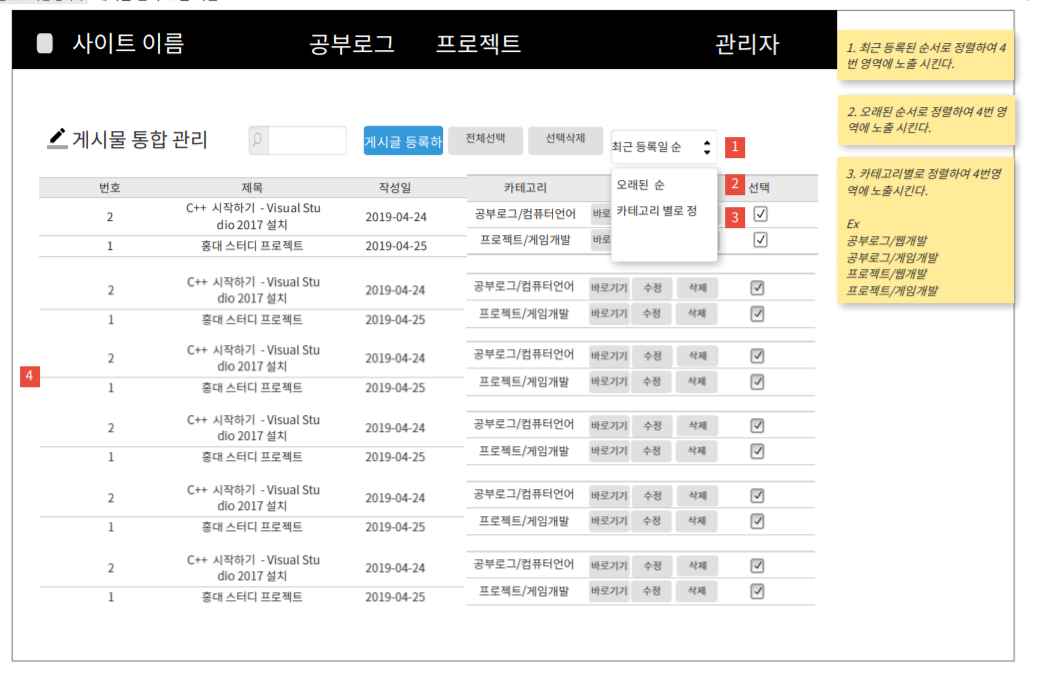 사이트 이름 공부로그 프로젝트 관리자
게시물 통합 관리 게시글 등록하 전체선택 선택삭제 최근 등록일 순 1
오래된 순 2
카테고리 별로 정 3
번호 제목 작성일 카테고리 선택
2 C++ 시작하기 - Visual Stu
dio 2017 설치 2019-04-24 공부로그/컴퓨터언어 바로
1 홍대 스터디 프로젝트 2019-04-25 프로젝트/게임개발 바로
2 C++ 시작하기 - Visual Stu
dio 2017 설치 2019-04-24 공부로그/컴퓨터언어 바로기기 수정 삭제
1 홍대 스터디 프로젝트 2019-04-25 프로젝트/게임개발 바로기기 수정 삭제
4
2 C++ 시작하기 - Visual Stu
dio 2017 설치 2019-04-24 공부로그/컴퓨터언어 바로기기 수정 삭제
1 홍대 스터디 프로젝트 2019-04-25 프로젝트/게임개발 바로기기 수정 삭제
2 C++ 시작하기 - Visual Stu
dio 2017 설치 2019-04-24 공부로그/컴퓨터언어 바로기기 수정 삭제
1 홍대 스터디 프로젝트 2019-04-25 프로젝트/게임개발 바로기기 수정 삭제
2 C++ 시작하기 - Visual Stu
dio 2017 설치 2019-04-24 공부로그/컴퓨터언어 바로기기 수정 삭제
1 홍대 스터디 프로젝트 2019-04-25 프로젝트/게임개발 바로기기 수정 삭제
2 C++ 시작하기 - Visual Stu
dio 2017 설치 2019-04-24 공부로그/컴퓨터언어 바로기기 수정 삭제
1 홍대 스터디 프로젝트 2019-04-25 프로젝트/게임개발 바로기기 수정 삭제
1. 최근 등록된 순서로 정렬하여 4
번 영역에 노출 시킨다.
2. 오래된 순서로 정렬하여 4번 영
역에 노출 시킨다.
3. 카테고리별로 정렬하여 4번영
역에 노출시킨다.
Ex
공부로그/웹개발
공부로그/게임개발
프로젝트/웹개발
프로젝트/게임개발